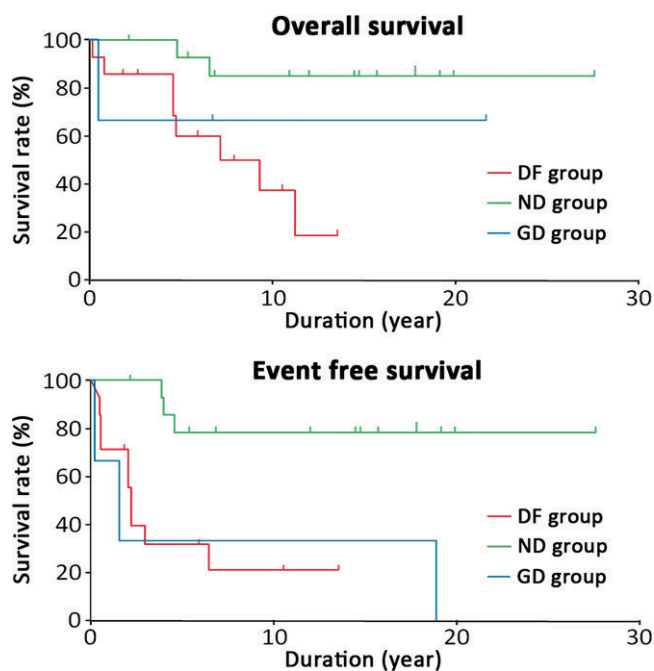 Overall survival
Survival rate (%)
100
80
60
40
20
0
DF group
ND group
GD group
0 10 20 30
Duration (year)
Event free survival
Survival rate (%)
100
80
60
40
20
0
DF group
ND group
GD group
0 10 20 30
Duration (year)